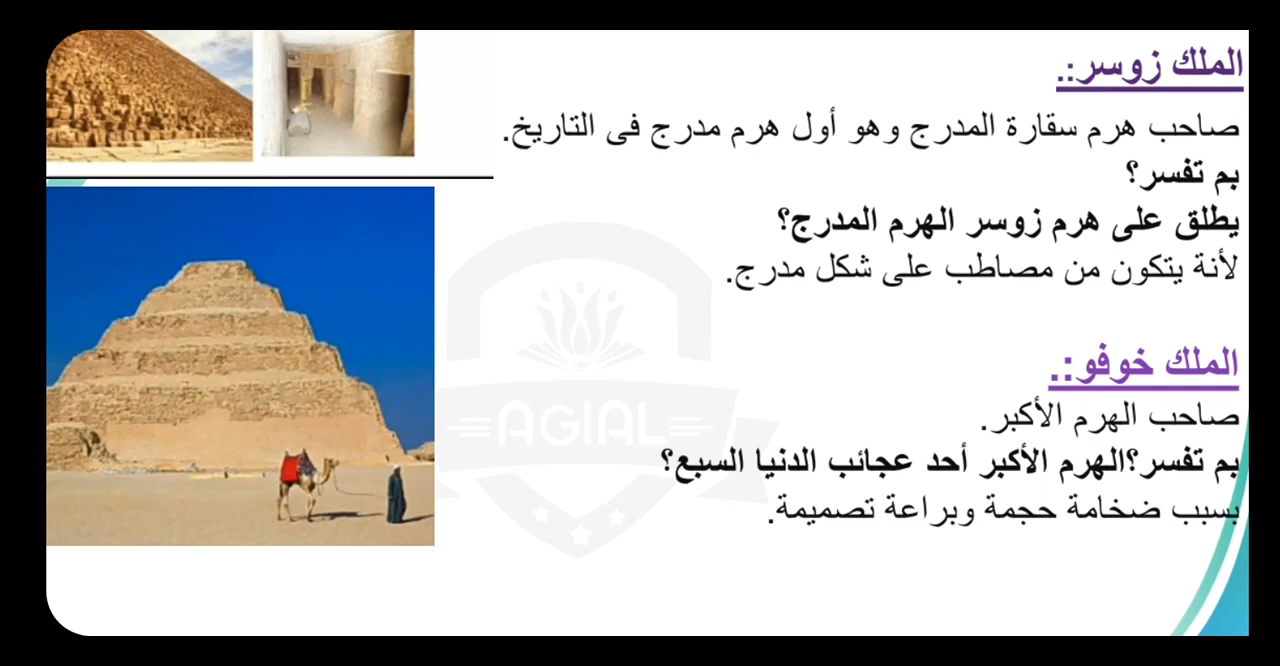 الملك زوسر:.
صاحب هرم سقارة المدرج وهو أول هرم مدرج فى التاريخ.
بم تفسر؟
يطلق على هرم زوسر الهرم المدرج؟
لأنة يتكون من مصاطب على شكل مدرج.
الملك خوفو:.
صاحب الهرم الأكبر.
بم تفسر؟الهرم الأكبر أحد عجائب الدنيا السبع؟
بسبب ضخامة حجمة وبراعة تصميمة.
AGIAL